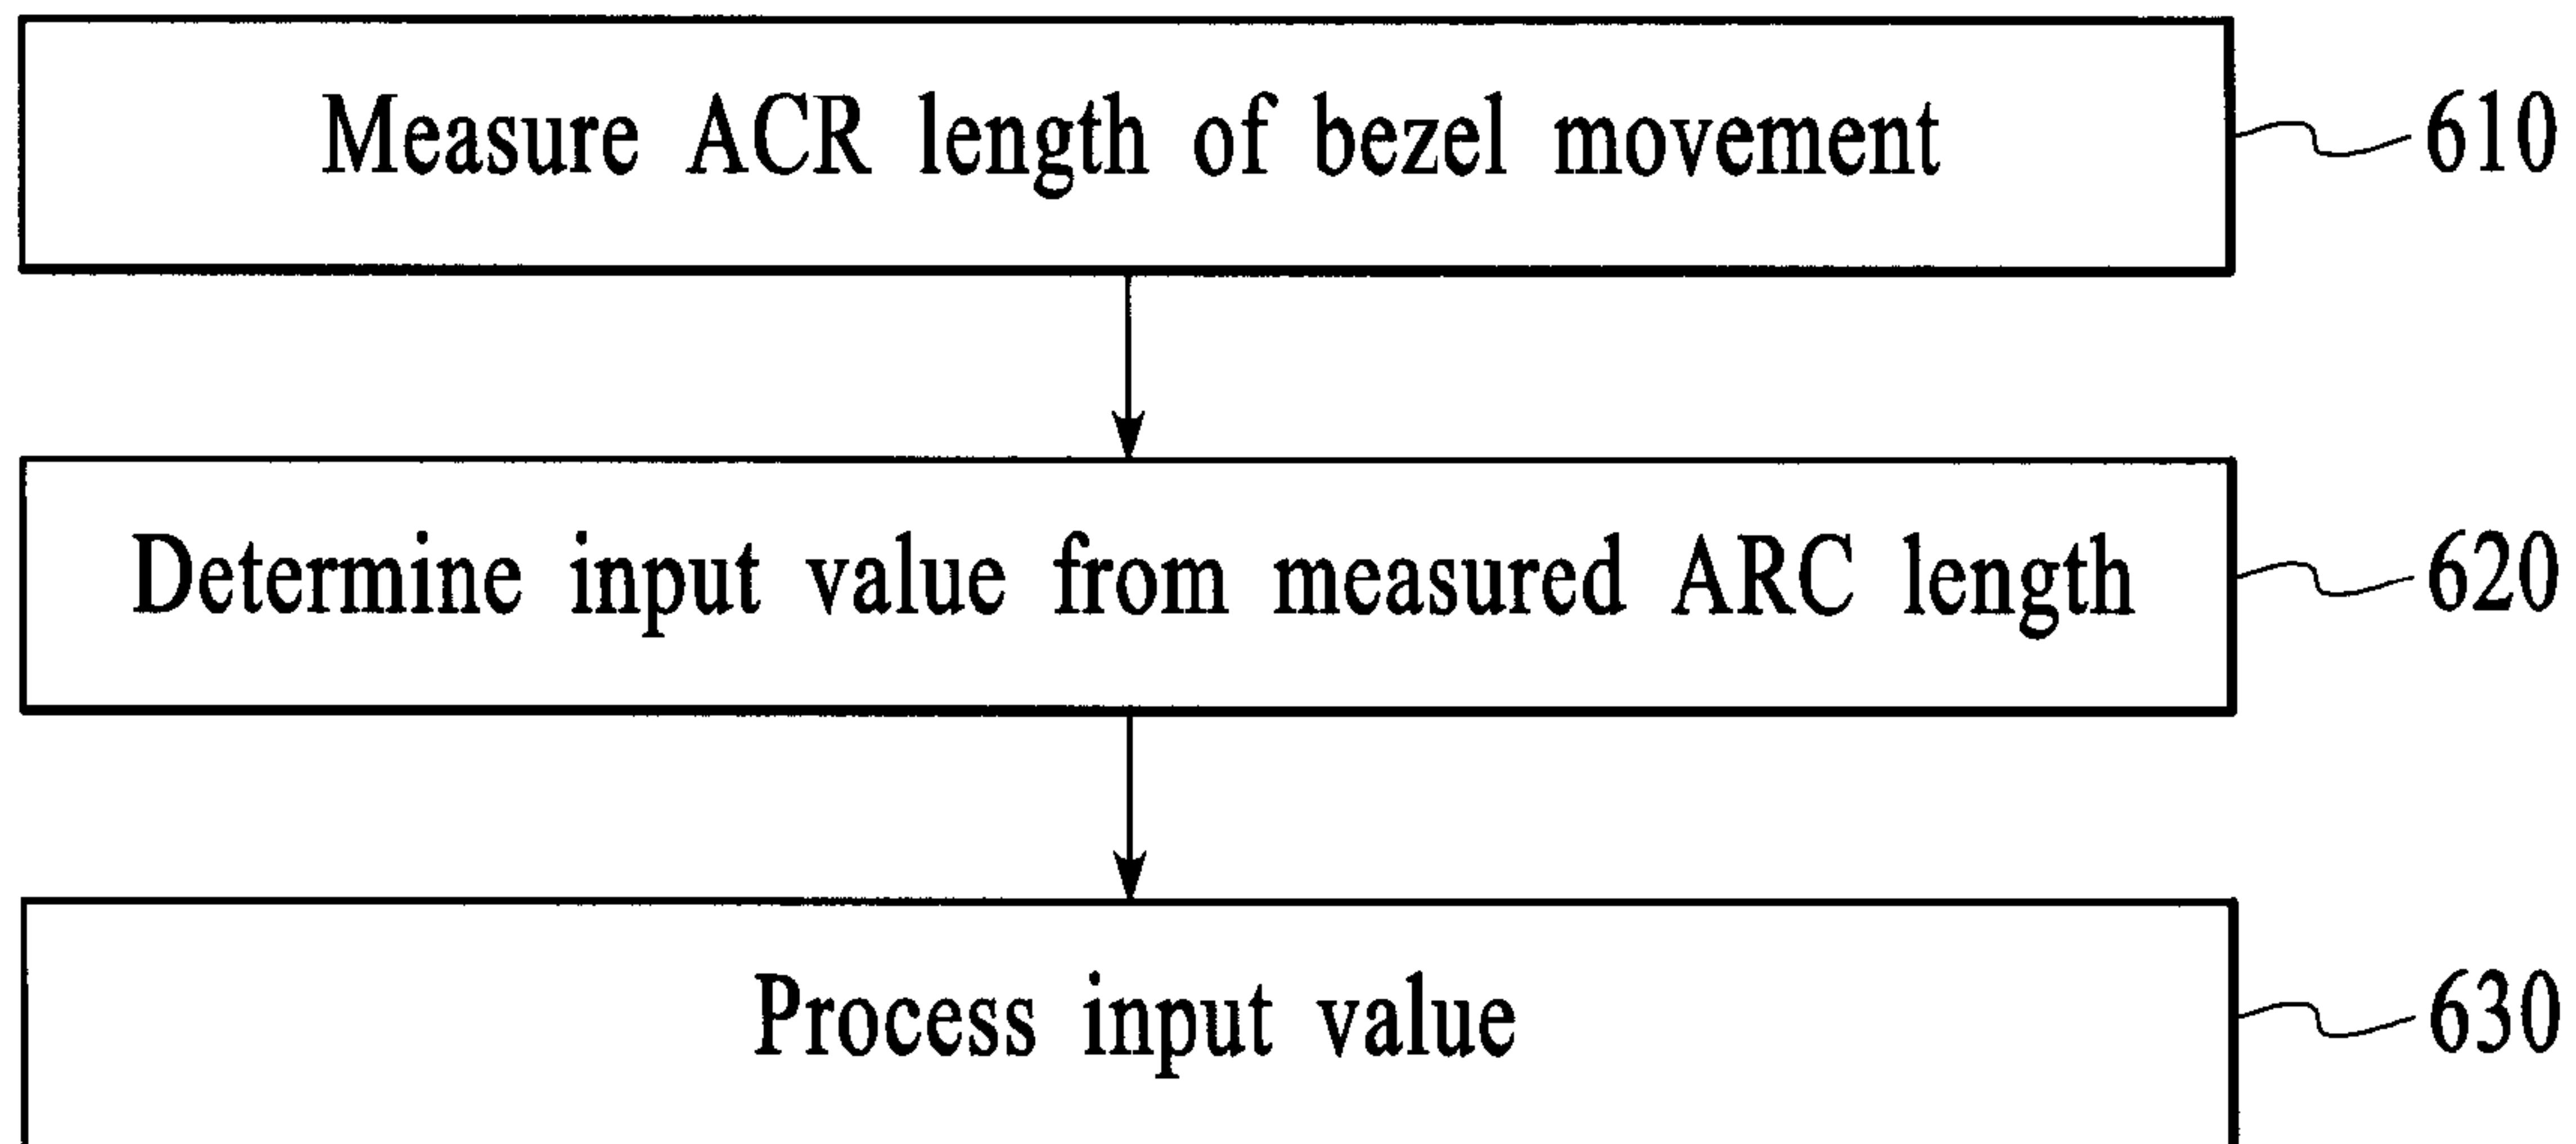 Measure ACR length of bezel movement 610
Determine input value from measured ARC length 620
Process input value 630